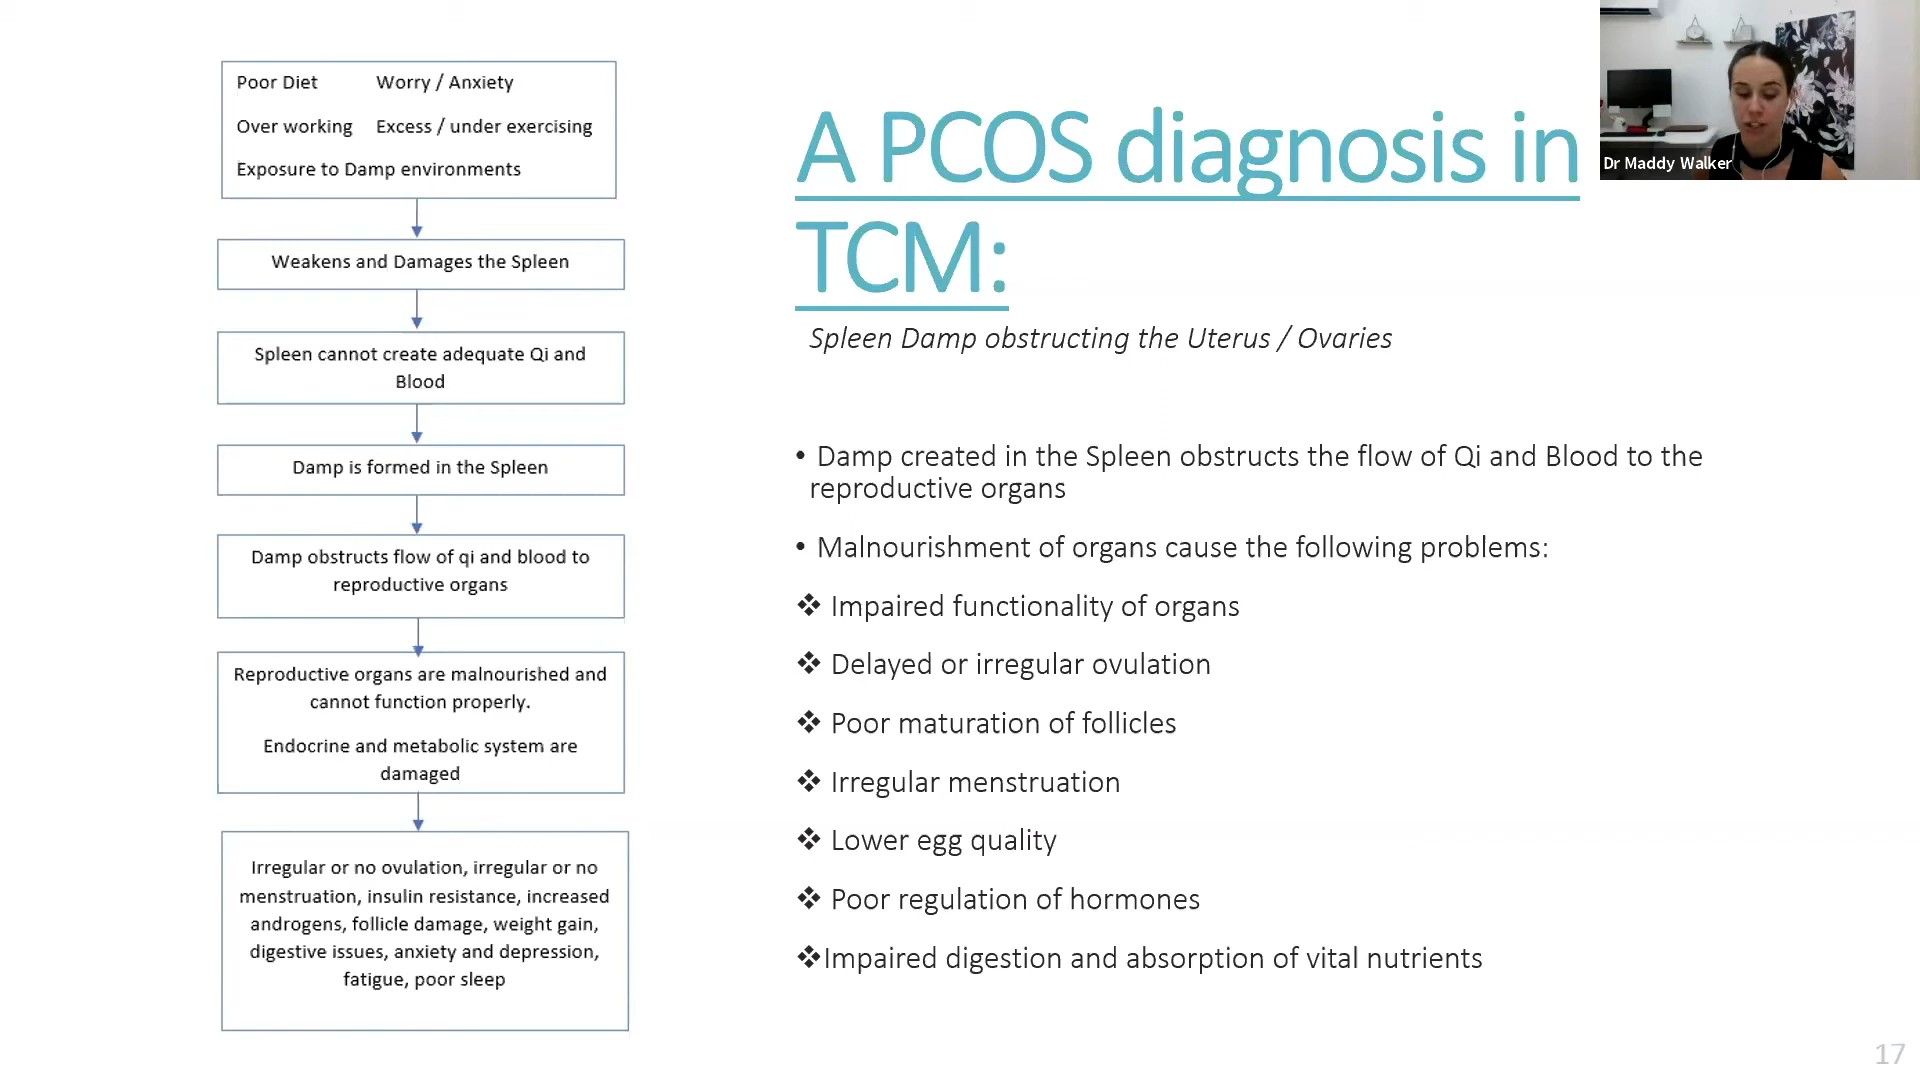 Poor Diet Worry / Anxiety
Over working Excess / under exercising
Exposure to Damp environments
Weakens and Damages the Spleen
Spleen cannot create adequate Qi and
Blood
Damp is formed in the Spleen
Damp obstructs flow of qi and blood to
reproductive organs
Reproductive organs are malnourished and
cannot function properly.
Endocrine and metabolic system are
damaged
Irregular or no ovulation, irregular or no
menstruation, insulin resistance, increased
androgens, follicle damage, weight gain,
digestive issues, anxiety and depression,
fatigue, poor sleep
A PCOS diagnosis in
TCM:
Spleen Damp obstructing the Uterus / Ovaries
• Damp created in the Spleen obstructs the flow of Qi and Blood to the
reproductive organs
• Malnourishment of organs cause the following problems:
❖ Impaired functionality of organs
❖ Delayed or irregular ovulation
❖ Poor maturation of follicles
❖ Irregular menstruation
❖ Lower egg quality
❖ Poor regulation of hormones
❖Impaired digestion and absorption of vital nutrients
Dr Maddy Walker
17